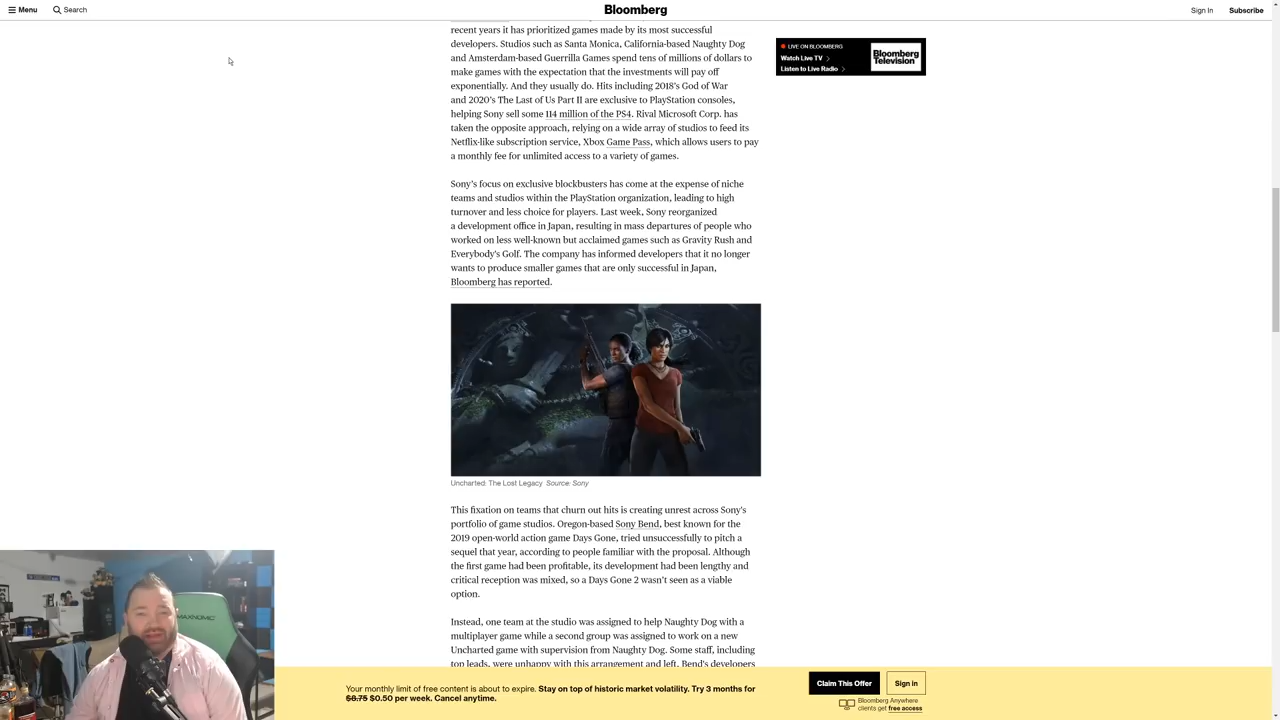 Menu
Search
Bloomberg
Sign In
Subscribe
recent years it has prioritized games made by its most successful
developers. Studios such as Santa Monica, California-based Naughty Dog
and Amsterdam-based Guerrilla Games spend tens of millions of dollars to
make games with the expectation that the investments will pay off
exponentially. And they usually do. Hits including 2018's God of War
and 2020's The Last of Us Part II are exclusive to PlayStation consoles,
helping Sony sell some 114 million of the PS4. Rival Microsoft Corp. has
taken the opposite approach, relying on a wide array of studios to feed its
Netflix-like subscription service, Xbox Game Pass, which allows users to pay
a monthly fee for unlimited access to a variety of games.
LIVE ON BLOOMBERG
Watch Live TV
Listen to Live Radio
Bloomberg
Television
Sony's focus on exclusive blockbusters has come at the expense of niche
teams and studios within the PlayStation organization, leading to high
turnover and less choice for players. Last week, Sony reorganized
a development office in Japan, resulting in mass departures of people who
worked on less well-known but acclaimed games such as Gravity Rush and
Everybody's Golf. The company has informed developers that it no longer
wants to produce smaller games that are only successful in Japan,
Bloomberg has reported.
Uncharted: The Lost Legacy Source: Sony
This fixation on teams that churn out hits is creating unrest across Sony's
portfolio of game studios. Oregon-based Sony Bend, best known for the
2019 open-world action game Days Gone, tried unsuccessfully to pitch a
sequel that year, according to people familiar with the proposal. Although
the first game had been profitable, its development had been lengthy and
critical reception was mixed, so a Days Gone 2 wasn't seen as a viable
option.
Instead, one team at the studio was assigned to help Naughty Dog with a
multiplayer game while a second group was assigned to work on a new
Uncharted game with supervision from Naughty Dog. Some staff, including
top leads, were unhappy with this arrangement and left. Bend's developers
MAXNOMIC
Your monthly limit of free content is about to expire. Stay on top of historic market volatility. Try 3 months for
$8.75 $0.50 per week. Cancel anytime.
Claim This Offer
Sign in
Bloomberg Anywhere
clients get free access